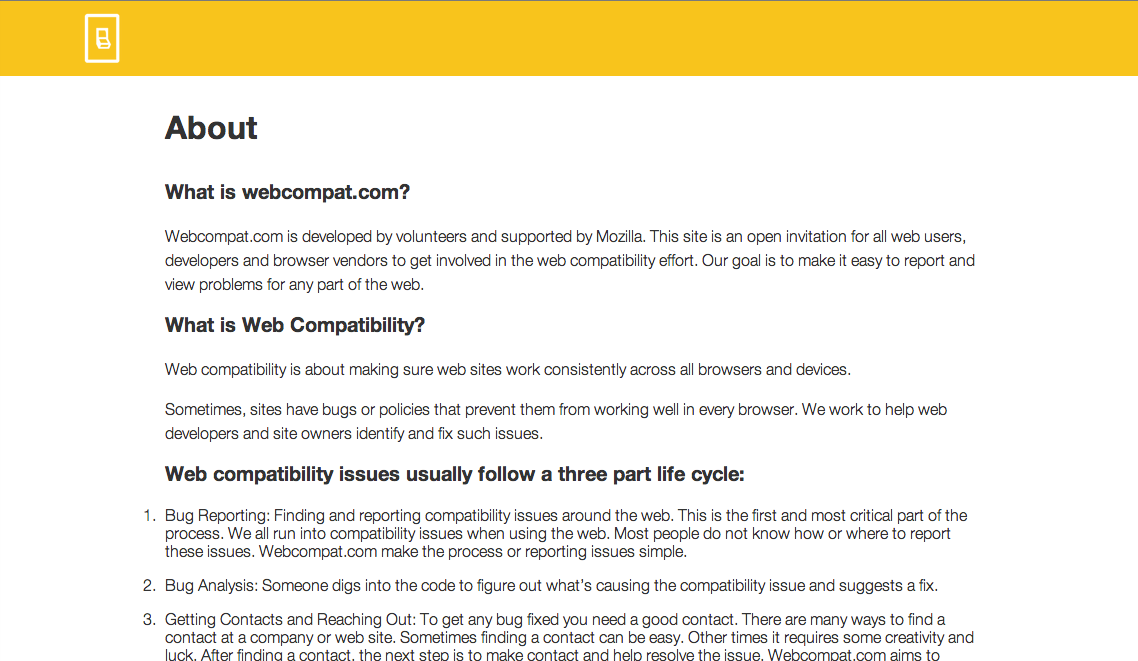 About
What is webcompat.com?
Webcompat.com is developed by volunteers and supported by Mozilla. This site is an open invitation for all web users,
developers and browser vendors to get involved in the web compatibility effort. Our goal is to make it easy to report and
view problems for any part of the web.
What is Web Compatibility?
Web compatibility is about making sure web sites work consistently across all browsers and devices.
Sometimes, sites have bugs or policies that prevent them from working well in every browser. We work to help web
developers and site owners identify and fix such issues.
Web compatibility issues usually follow a three part life cycle:
1. Bug Reporting: Finding and reporting compatibility issues around the web. This is the first and most critical part of the
process. We all run into compatibility issues when using the web. Most people do not know how or where to report
these issues. Webcompat.com make the process or reporting issues simple.
2. Bug Analysis: Someone digs into the code to figure out what's causing the compatibility issue and suggests a fix.
3. Getting Contacts and Reaching Out: To get any bug fixed you need a good contact. There are many ways to find a
contact at a company or web site. Sometimes finding a contact can be easy. Other times it requires some creativity and
luck. After finding a contact, the next step is to make contact and help resolve the issue. Webcompat.com aims to